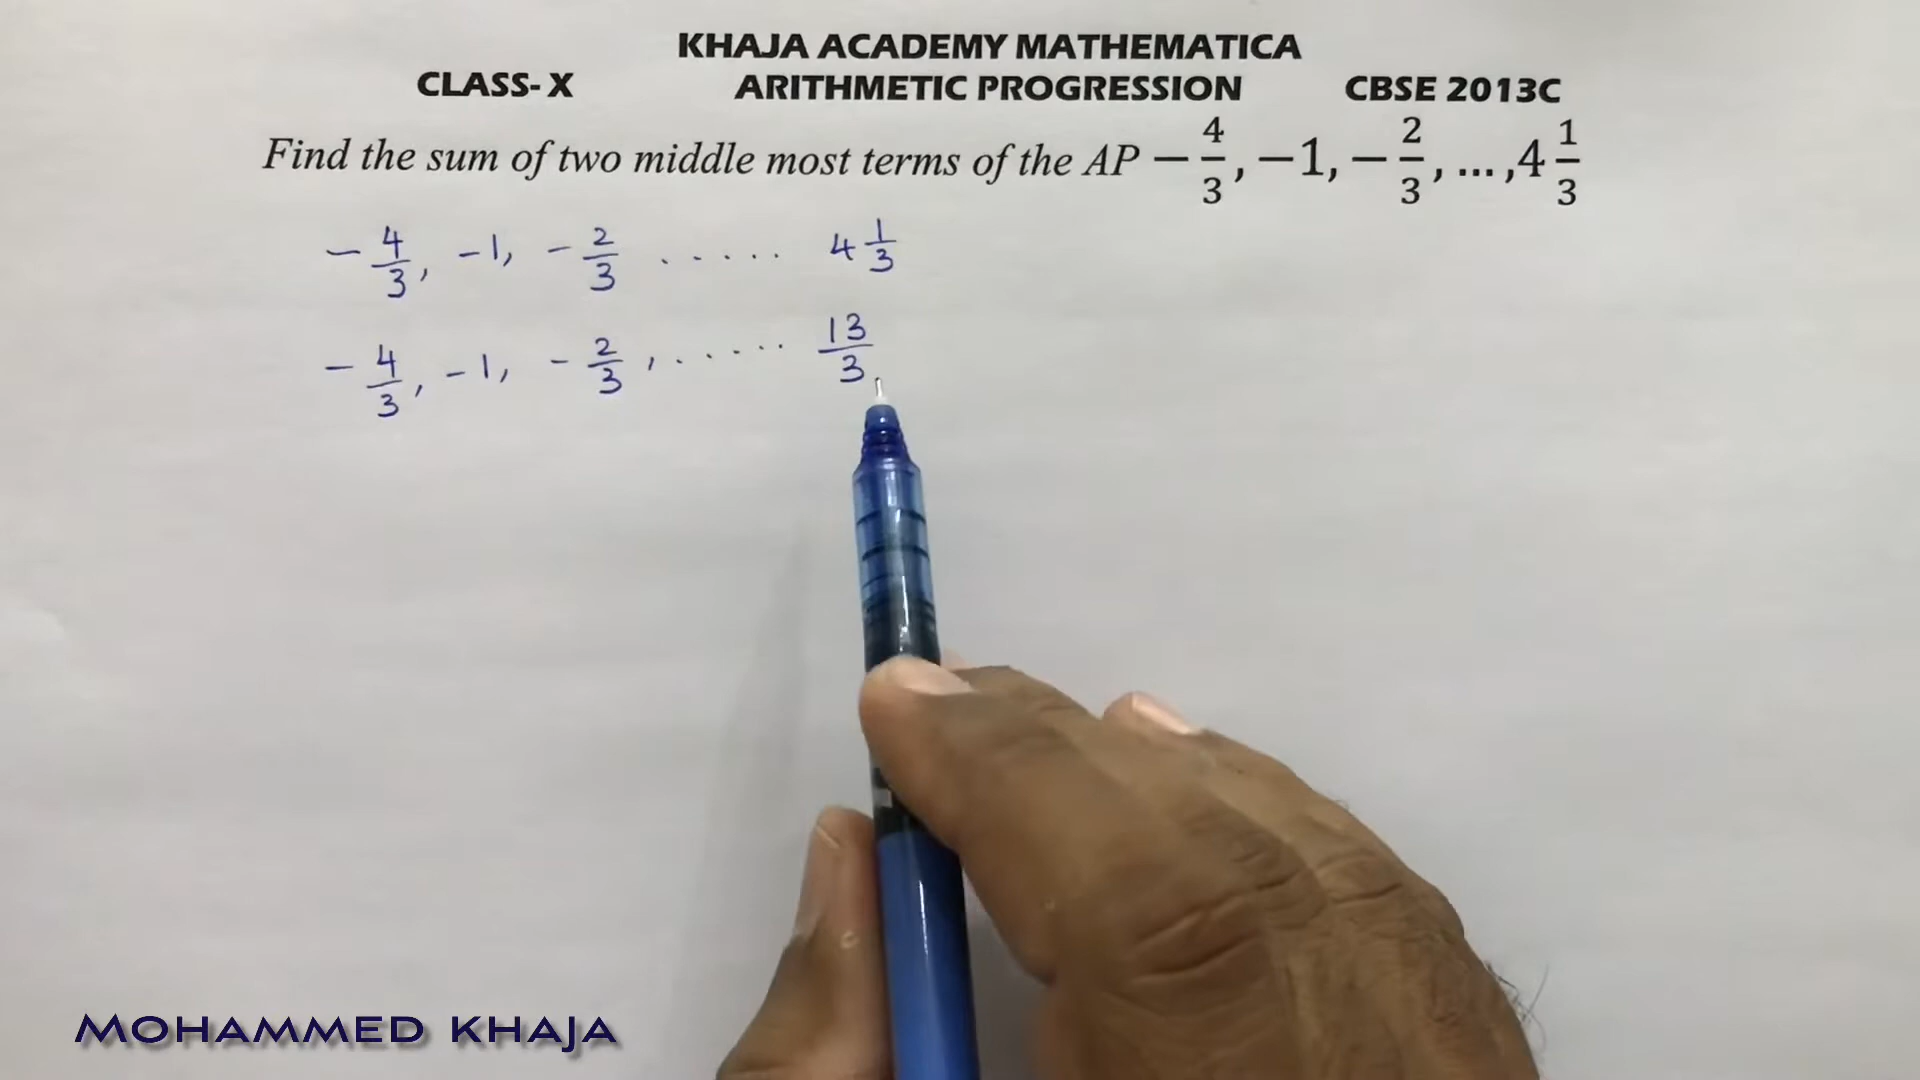 KHAJA ACADEMY MATHEMATICA
CLASS- X ARITHMETIC PROGRESSION CBSE 2013C
Find the sum of two middle most terms of the AP −4/3, −1, −2/3, ... ,4 1/3
- 4/3, -1, - 2/3 ..... 4 1/3
- 4/3, -1, - 2/3, ..... 13/3
MOHAMMED KHAJA